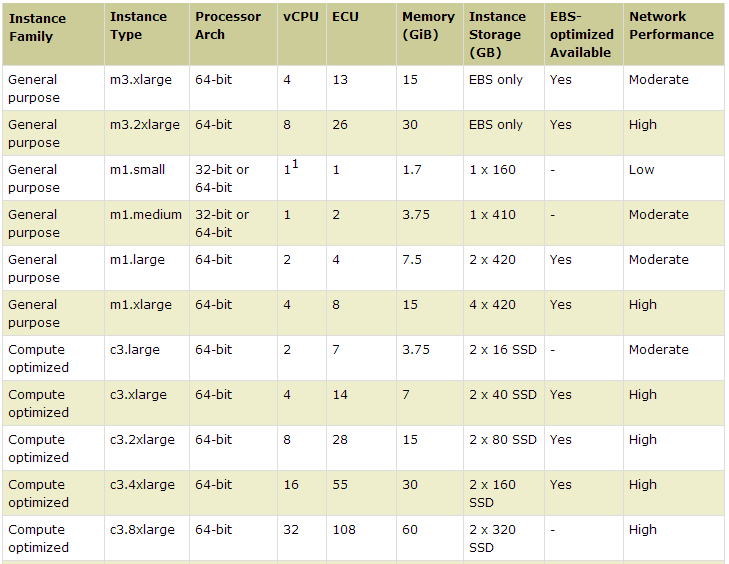 Instance Family Instance Type Processor Arch vCPU ECU Memory (GiB) Instance Storage (GB) EBS-optimized Available Network Performance
General purpose m3.xlarge 64-bit 4 13 15 EBS only Yes Moderate
General purpose m3.2xlarge 64-bit 8 26 30 EBS only Yes High
General purpose m1.small 32-bit or 64-bit 1¹ 1 1.7 1 x 160 - Low
General purpose m1.medium 32-bit or 64-bit 1 2 3.75 1 x 410 - Moderate
General purpose m1.large 64-bit 2 4 7.5 2 x 420 Yes Moderate
General purpose m1.xlarge 64-bit 4 8 15 4 x 420 Yes High
Compute optimized c3.large 64-bit 2 7 3.75 2 x 16 SSD - Moderate
Compute optimized c3.xlarge 64-bit 4 14 7 2 x 40 SSD Yes High
Compute optimized c3.2xlarge 64-bit 8 28 15 2 x 80 SSD Yes High
Compute optimized c3.4xlarge 64-bit 16 55 30 2 x 160 SSD Yes High
Compute optimized c3.8xlarge 64-bit 32 108 60 2 x 320 SSD - High